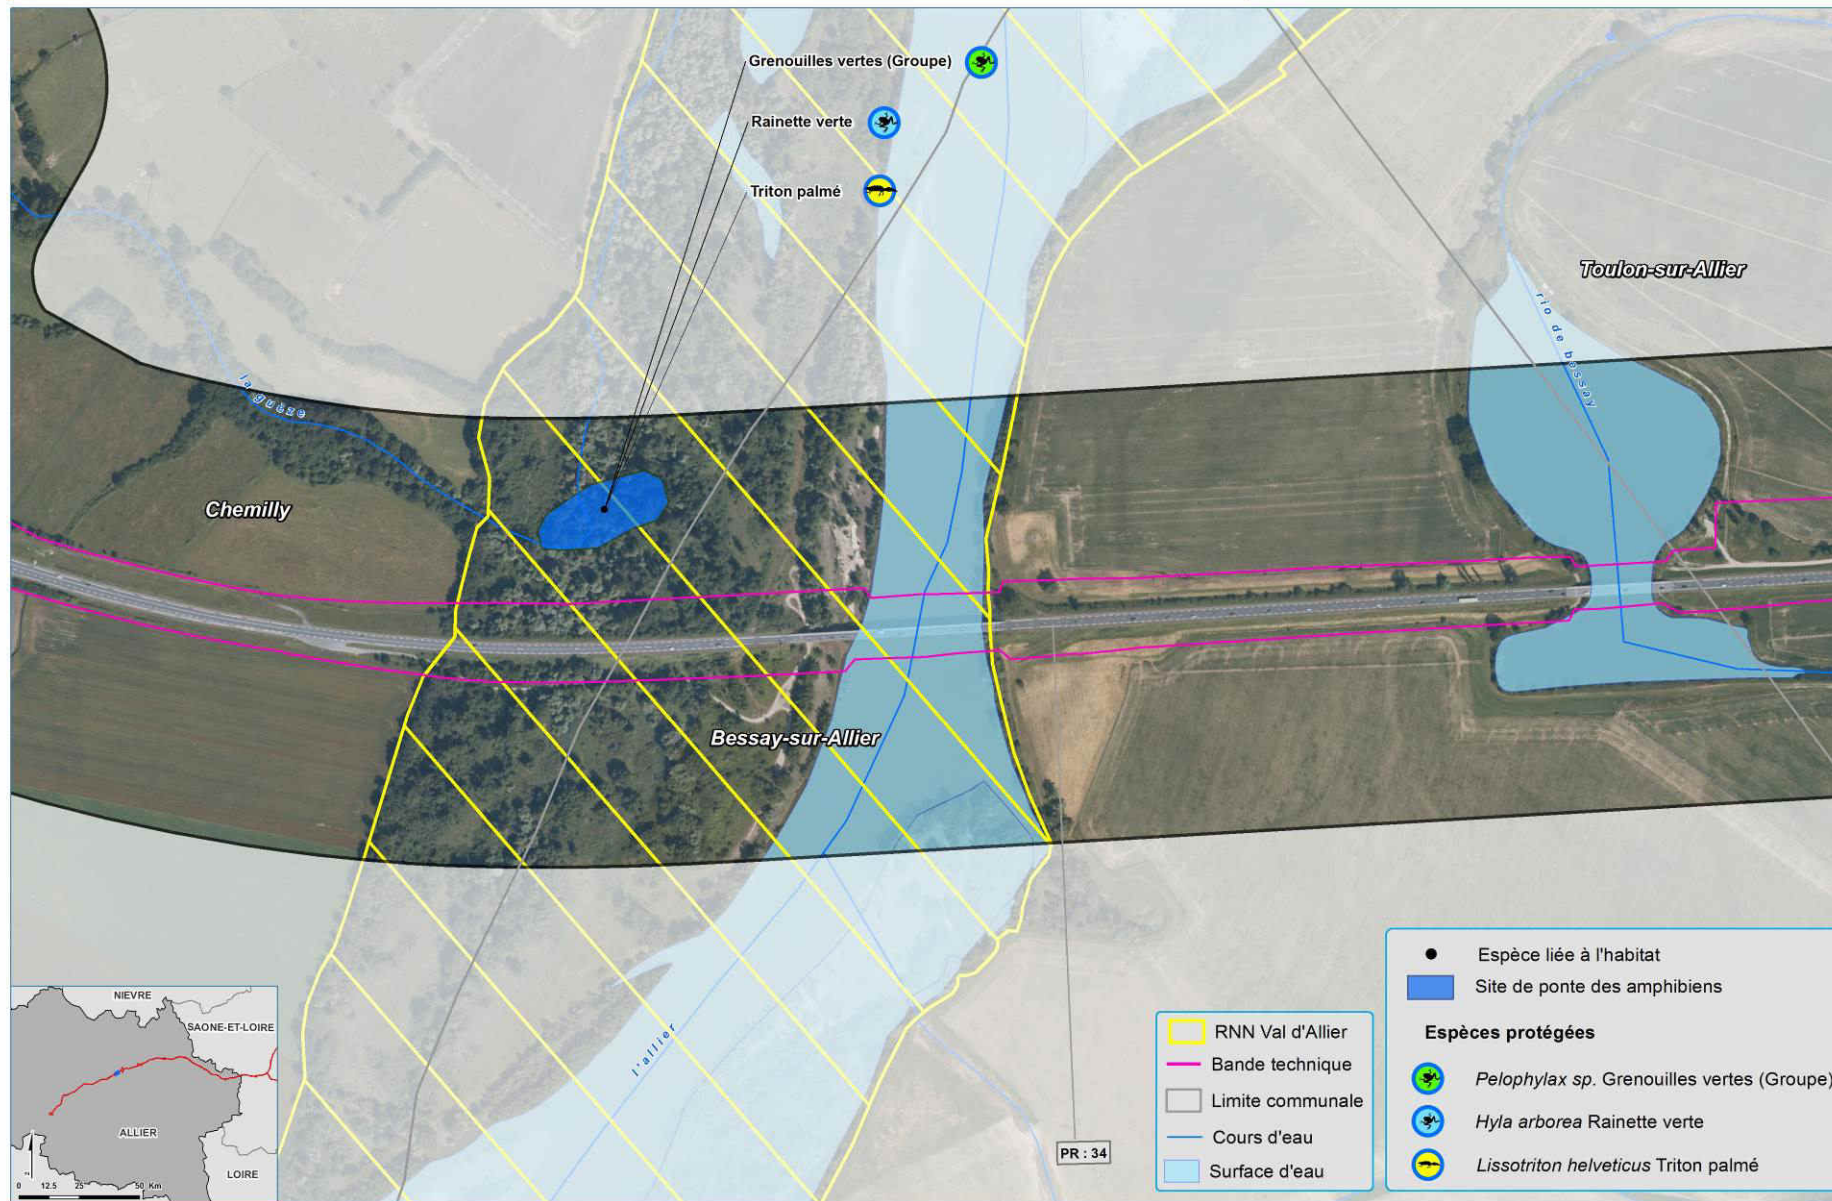 Grenouilles vertes (Groupe)
Rainette verte
Triton palmé
Toulon-sur-Allier
rio de bessay
la guèze
Chemilly
Bessay-sur-Allier
l'allier
PR : 34
NIEVRE
SAONE-ET-LOIRE
ALLIER
LOIRE
0 12.5 25 50 Km
RNN Val d'Allier
Bande technique
Limite communale
Cours d'eau
Surface d'eau
Espèce liée à l'habitat
Site de ponte des amphibiens
Espèces protégées
Pelophylax sp. Grenouilles vertes (Groupe)
Hyla arborea Rainette verte
Lissotriton helveticus Triton palmé